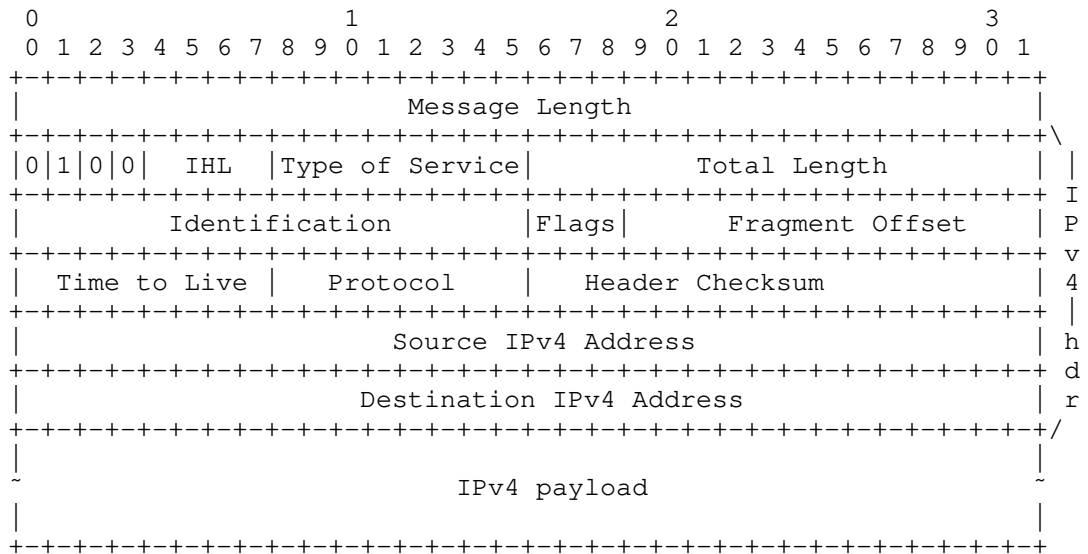 0                   1                   2                   3
 0 1 2 3 4 5 6 7 8 9 0 1 2 3 4 5 6 7 8 9 0 1 2 3 4 5 6 7 8 9 0 1
+-+-+-+-+-+-+-+-+-+-+-+-+-+-+-+-+-+-+-+-+-+-+-+-+-+-+-+-+-+-+-+-+
|                        Message Length                         |
+-+-+-+-+-+-+-+-+-+-+-+-+-+-+-+-+-+-+-+-+-+-+-+-+-+-+-+-+-+-+-+-+\
|0|1|0|0|  IHL  |Type of Service|          Total Length         | |
+-+-+-+-+-+-+-+-+-+-+-+-+-+-+-+-+-+-+-+-+-+-+-+-+-+-+-+-+-+-+-+-+ I
|         Identification        |Flags|      Fragment Offset    | P
+-+-+-+-+-+-+-+-+-+-+-+-+-+-+-+-+-+-+-+-+-+-+-+-+-+-+-+-+-+-+-+-+ v
|  Time to Live |   Protocol    |   Header Checksum             | 4
+-+-+-+-+-+-+-+-+-+-+-+-+-+-+-+-+-+-+-+-+-+-+-+-+-+-+-+-+-+-+-+-+ |
|                       Source IPv4 Address                     | h
+-+-+-+-+-+-+-+-+-+-+-+-+-+-+-+-+-+-+-+-+-+-+-+-+-+-+-+-+-+-+-+-+ d
|                     Destination IPv4 Address                  | r
+-+-+-+-+-+-+-+-+-+-+-+-+-+-+-+-+-+-+-+-+-+-+-+-+-+-+-+-+-+-+-+-+/
|                                                               |
~                           IPv4 payload                        ~
|                                                               |
+-+-+-+-+-+-+-+-+-+-+-+-+-+-+-+-+-+-+-+-+-+-+-+-+-+-+-+-+-+-+-+-+